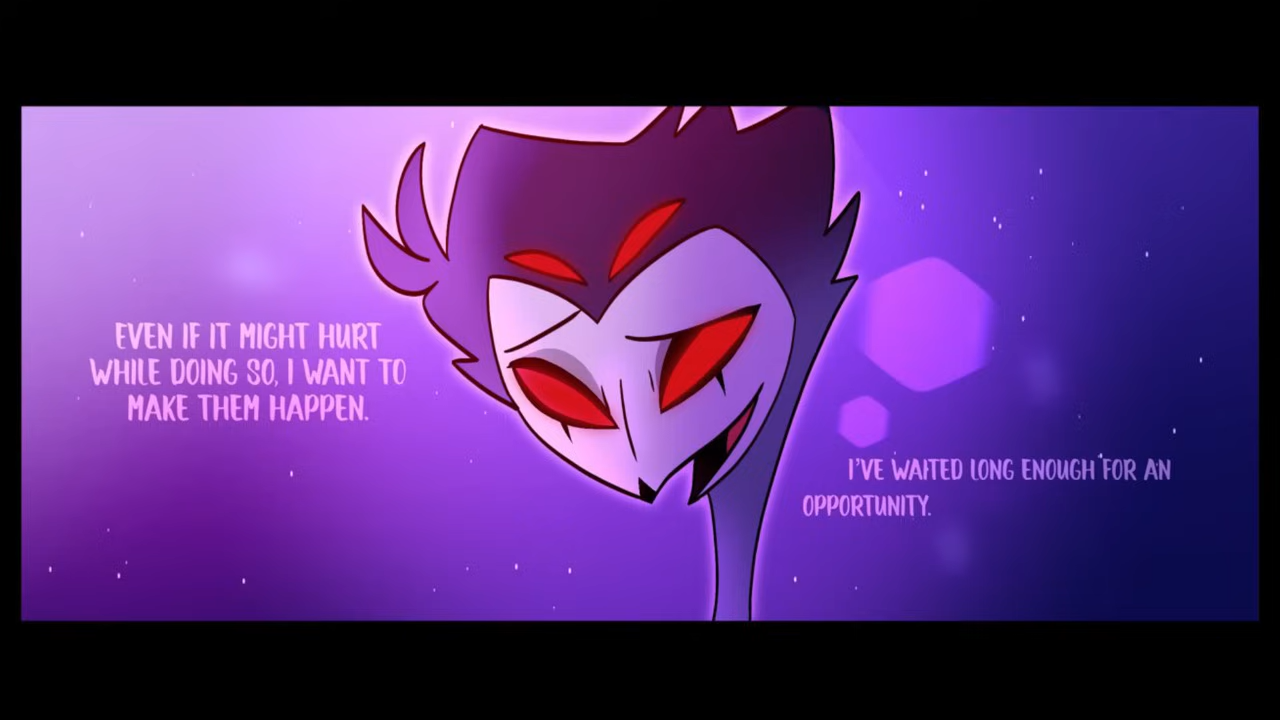 EVEN IF IT MIGHT HURT
WHILE DOING SO, I WANT TO
MAKE THEM HAPPEN.
I'VE WAITED LONG ENOUGH FOR AN
OPPORTUNITY.